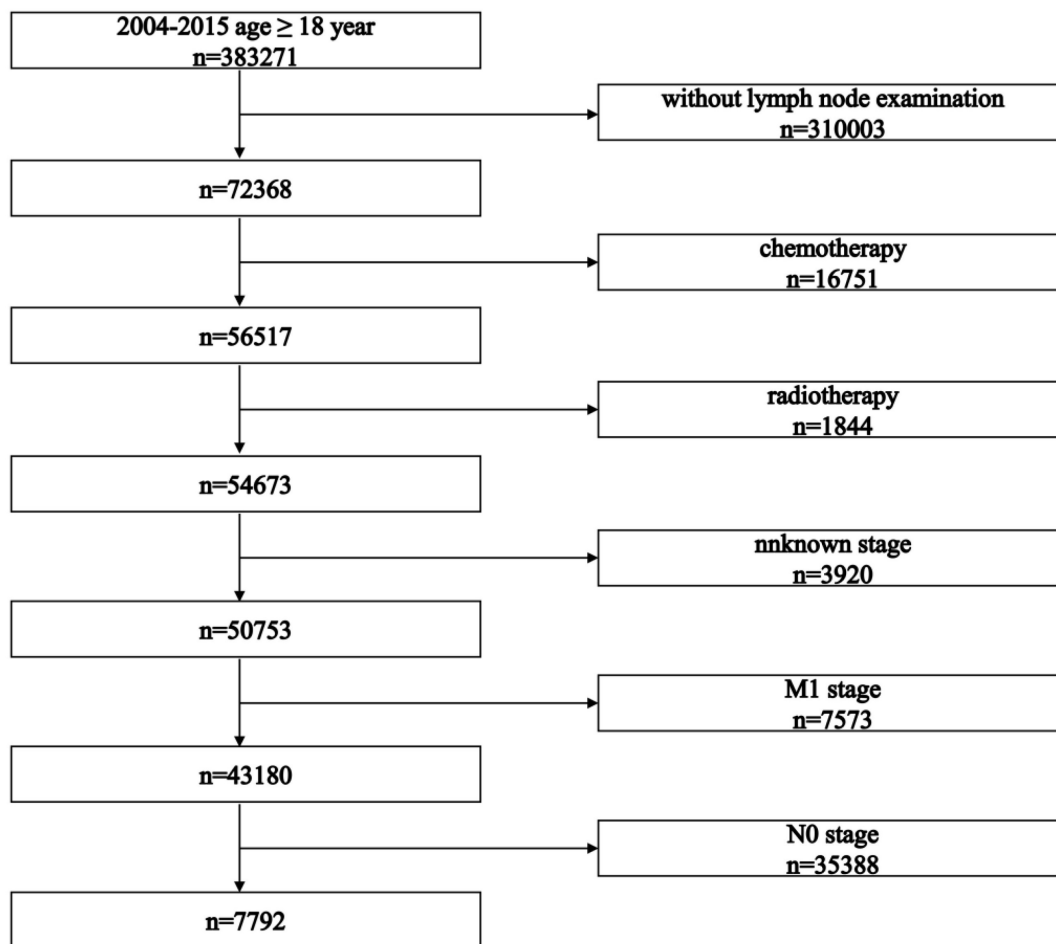 2004-2015 age ≥ 18 year
n=383271
without lymph node examination
n=310003
n=72368
chemotherapy
n=16751
n=56517
radiotherapy
n=1844
n=54673
nnknown stage
n=3920
n=50753
M1 stage
n=7573
n=43180
N0 stage
n=35388
n=7792